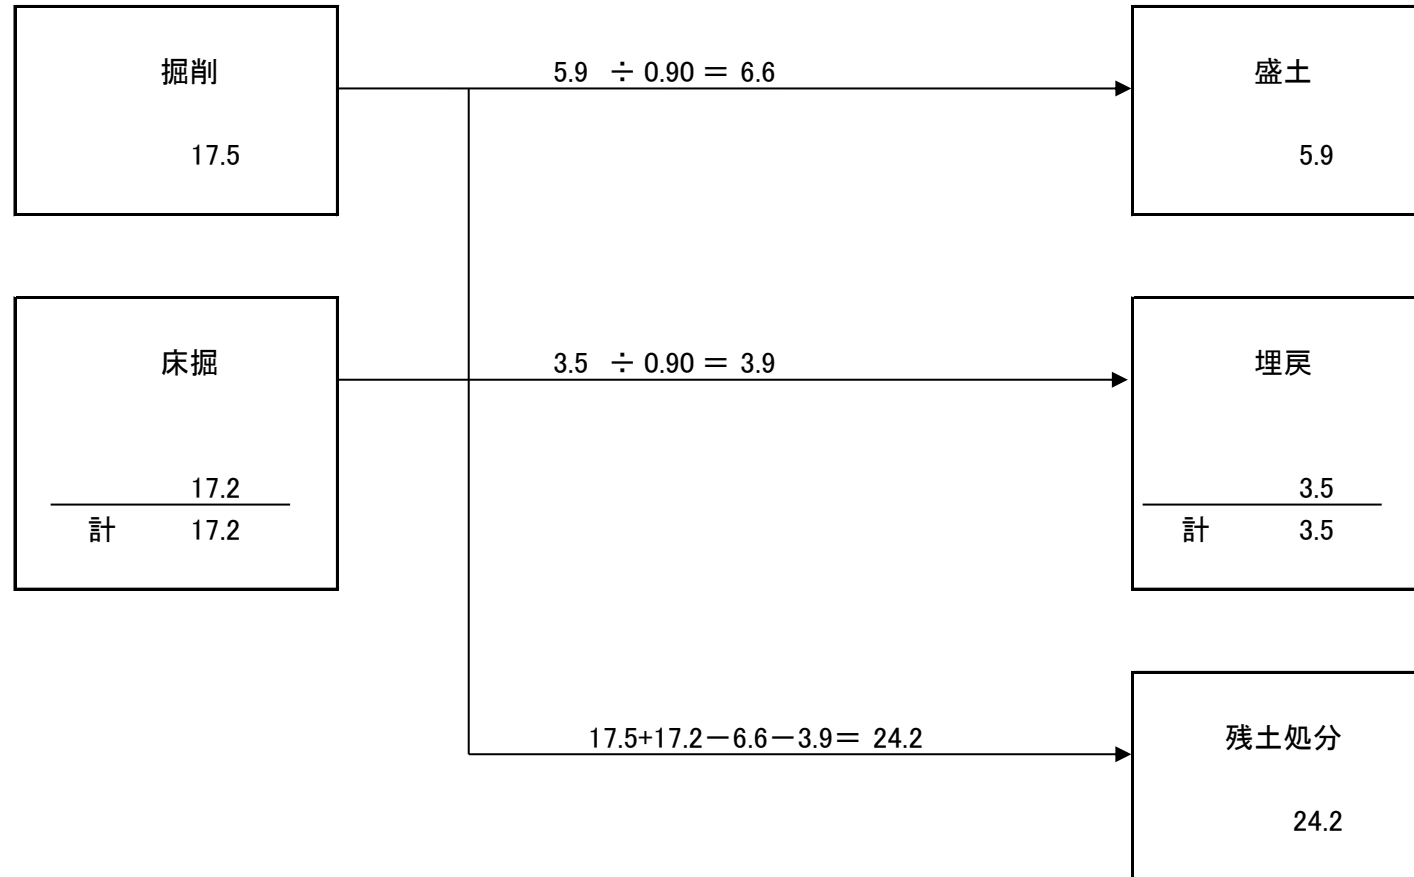 掘削
5.9 ÷ 0.90 = 6.6
盛土
17.5
5.9
床掘
3.5 ÷ 0.90 = 3.9
埋戻
17.2
3.5
計 17.2
計 3.5
17.5+17.2－6.6－3.9＝ 24.2
残土処分
24.2